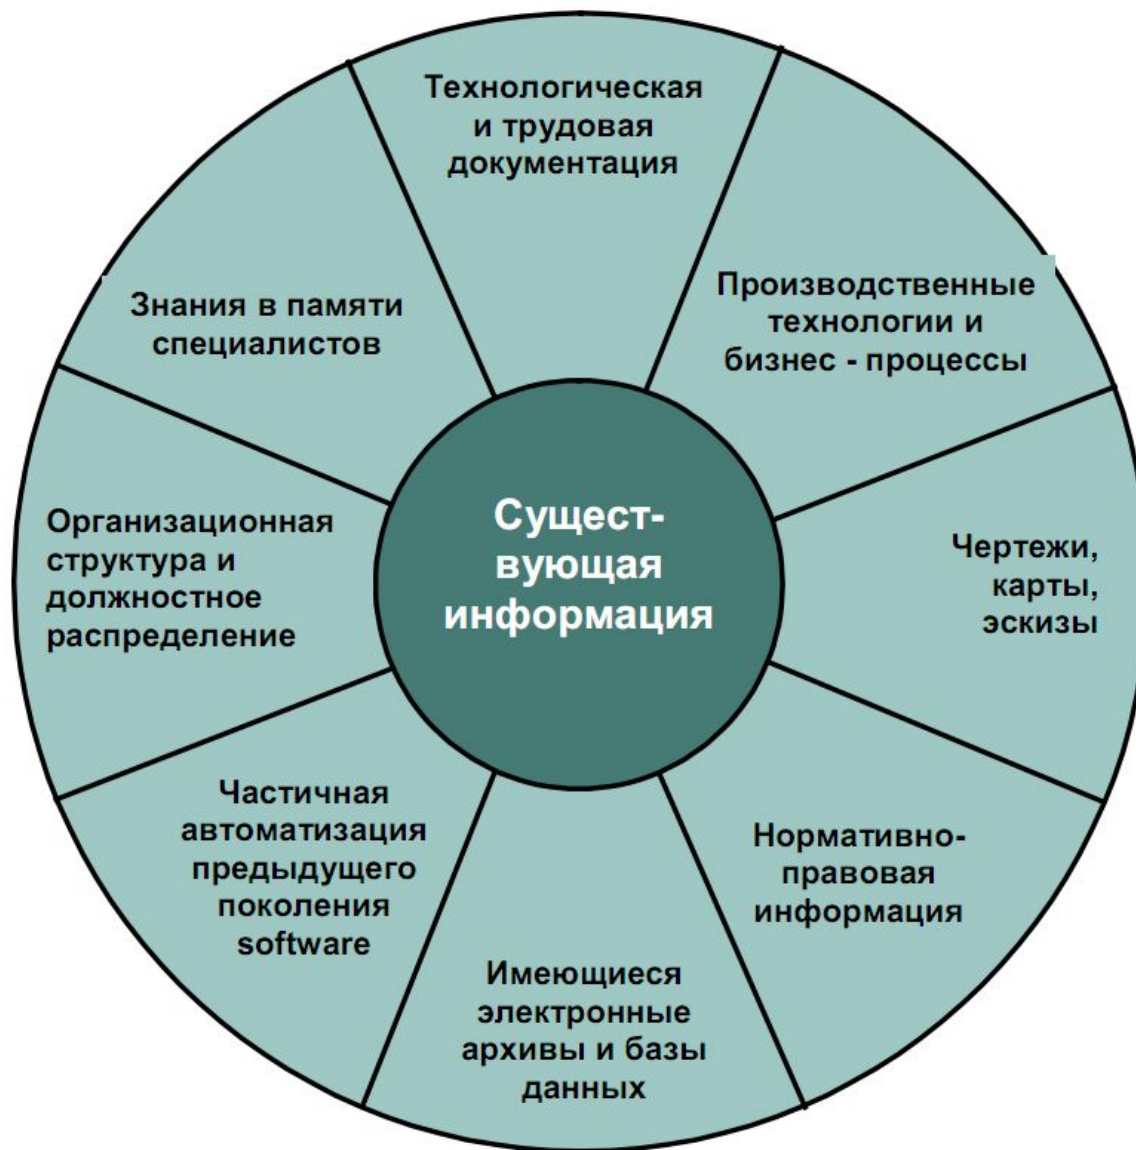 Технологическая
и трудовая
документация
Производственные
технологии и
бизнес - процессы
Чертежи,
карты,
эскизы
Нормативно-
правовая
информация
Имеющиеся
электронные
архивы и базы
данных
Частичная
автоматизация
предыдущего
поколения
software
Организационная
структура и
должностное
распределение
Знания в памяти
специалистов
Сущест-
вующая
информация